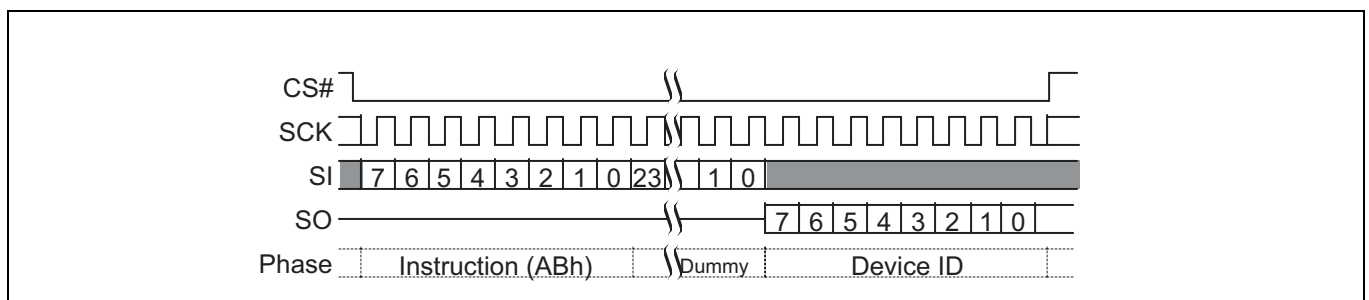 CS#
SCK
SI 7 6 5 4 3 2 1 0 23 1 0
SO 7 6 5 4 3 2 1 0
Phase Instruction (ABh) Dummy Device ID